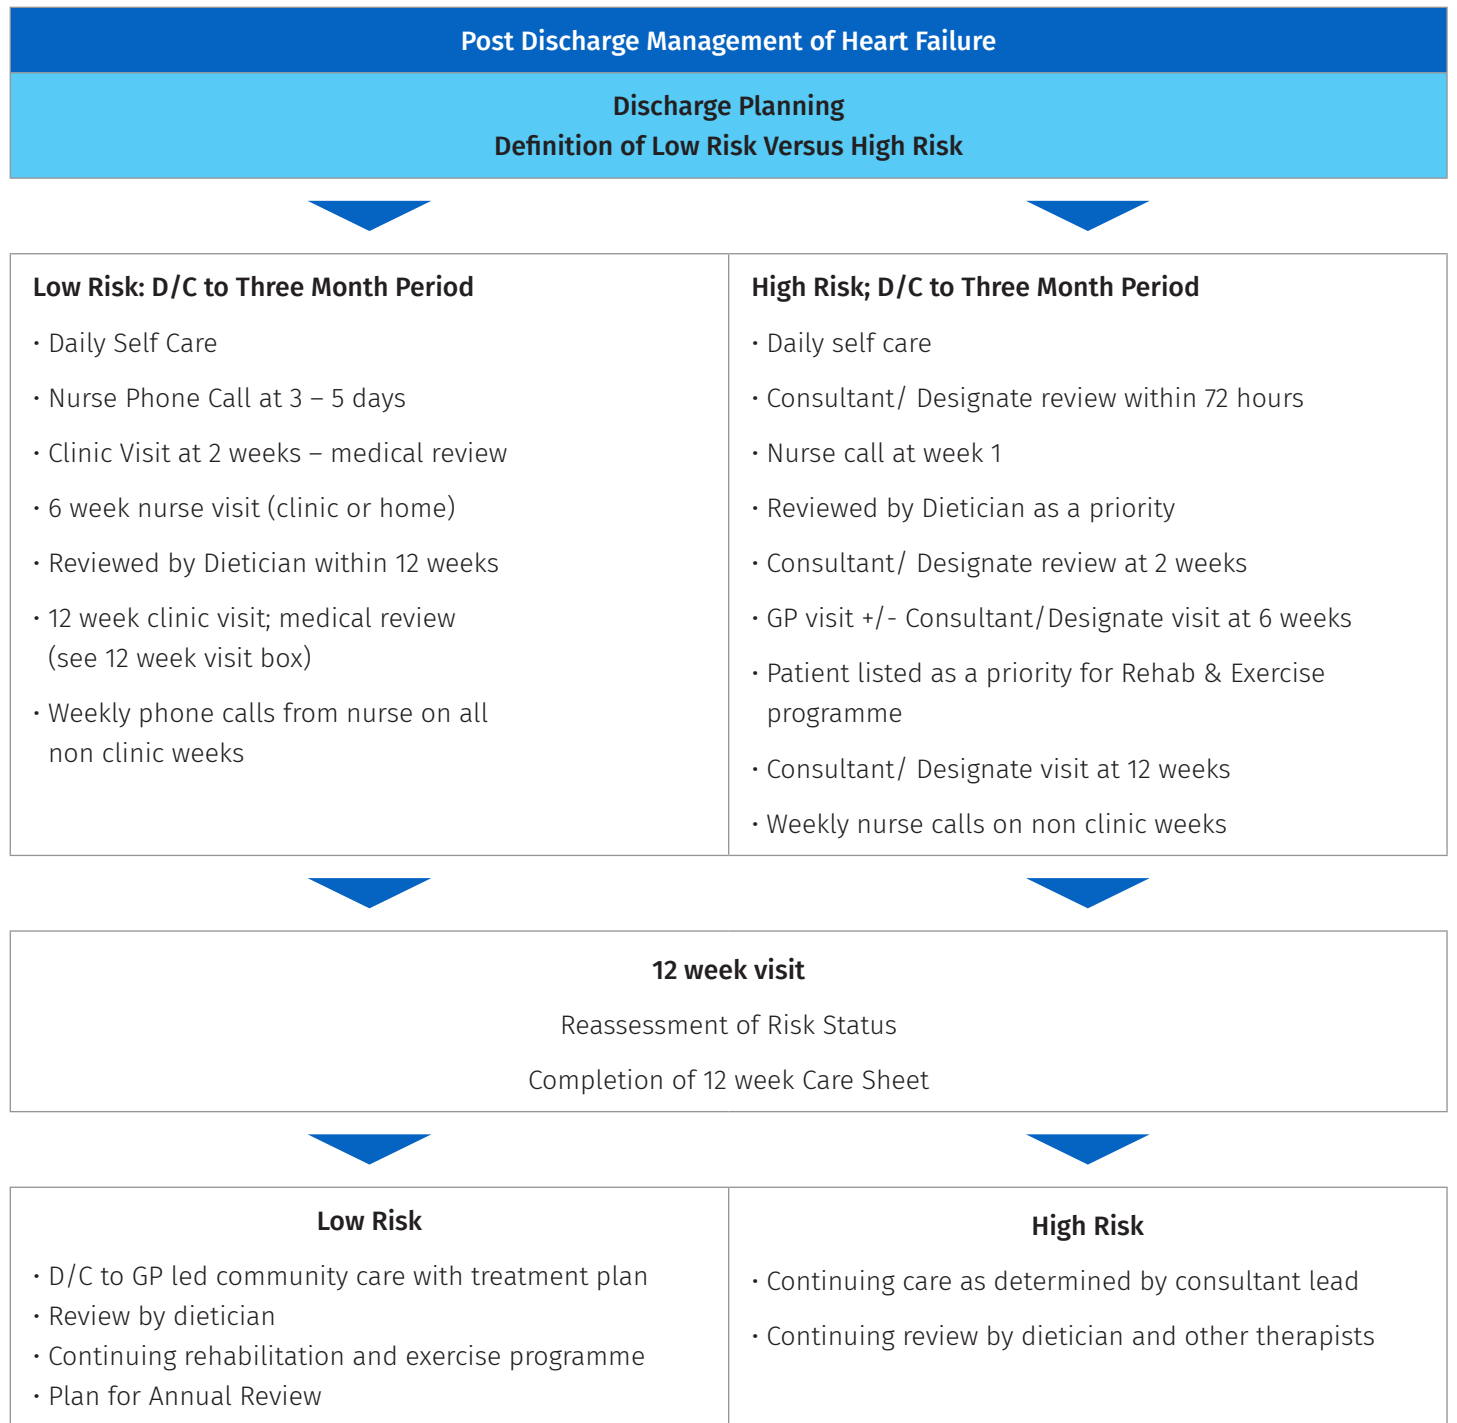 Post Discharge Management of Heart Failure
Discharge Planning
Definition of Low Risk Versus High Risk
Low Risk: D/C to Three Month Period
· Daily Self Care
· Nurse Phone Call at 3 – 5 days
· Clinic Visit at 2 weeks – medical review
· 6 week nurse visit (clinic or home)
· Reviewed by Dietician within 12 weeks
· 12 week clinic visit; medical review
(see 12 week visit box)
· Weekly phone calls from nurse on all
non clinic weeks
High Risk; D/C to Three Month Period
· Daily self care
· Consultant/ Designate review within 72 hours
· Nurse call at week 1
· Reviewed by Dietician as a priority
· Consultant/ Designate review at 2 weeks
· GP visit +/- Consultant/Designate visit at 6 weeks
· Patient listed as a priority for Rehab & Exercise
programme
· Consultant/ Designate visit at 12 weeks
· Weekly nurse calls on non clinic weeks
12 week visit
Reassessment of Risk Status
Completion of 12 week Care Sheet
Low Risk
· D/C to GP led community care with treatment plan
· Review by dietician
· Continuing rehabilitation and exercise programme
· Plan for Annual Review
High Risk
· Continuing care as determined by consultant lead
· Continuing review by dietician and other therapists